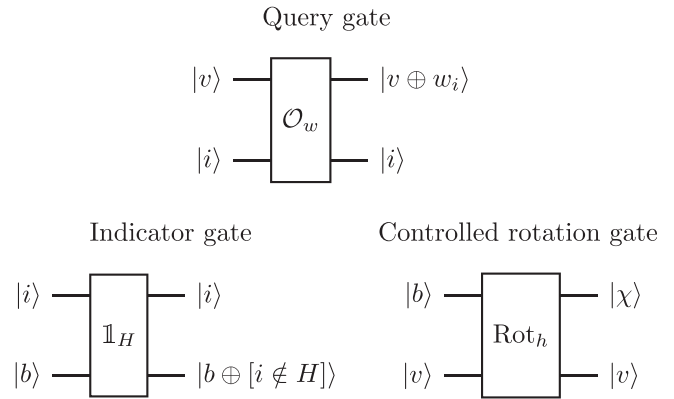 Query gate
|v⟩ |v ⊕ w_i⟩
𝒪_w
|i⟩ |i⟩
Indicator gate Controlled rotation gate
|i⟩ |i⟩ |b⟩ |χ⟩
𝟙_H Rot_h
|b⟩ |b ⊕ [i ∉ H]⟩ |v⟩ |v⟩